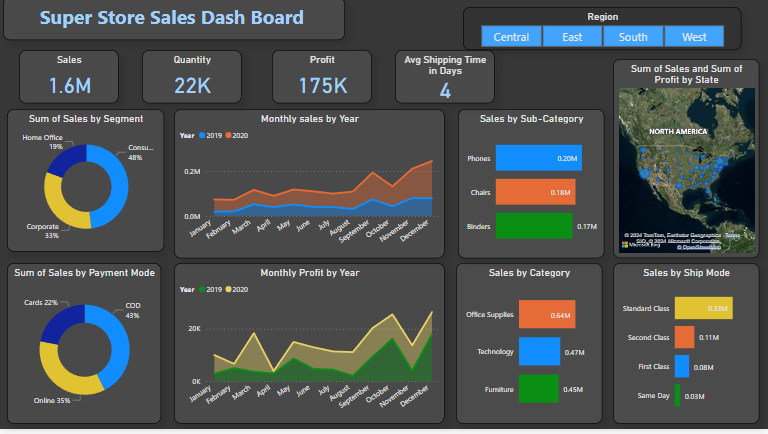 Super Store Sales Dash Board
Region
Central East South West
Sales
1.6M
Quantity
22K
Profit
175K
Avg Shipping Time
in Days
4
Sum of Sales by Segment
Home Office
19%
Consu...
48%
Corporate
33%
Monthly sales by Year
Year 2019 2020
0.2M
0.0M
January
February
March
April
May
June
July
August
September
October
November
December
Sales by Sub-Category
Phones 0.20M
Chairs 0.18M
Binders 0.17M
Sum of Sales and Sum of
Profit by State
NORTH AMERICA
© 2024 TomTom, Earthstar Geographics
© 2024 Microsoft Corporation,
Microsoft Bing © OpenStreetMap
Sum of Sales by Payment Mode
Cards 22%
COD
43%
Online 35%
Monthly Profit by Year
Year 2019 2020
20K
0K
January
February
March
April
May
June
July
August
September
October
November
December
Sales by Category
Office Supplies 0.64M
Technology 0.47M
Furniture 0.45M
Sales by Ship Mode
Standard Class 0.33M
Second Class 0.11M
First Class 0.08M
Same Day 0.03M